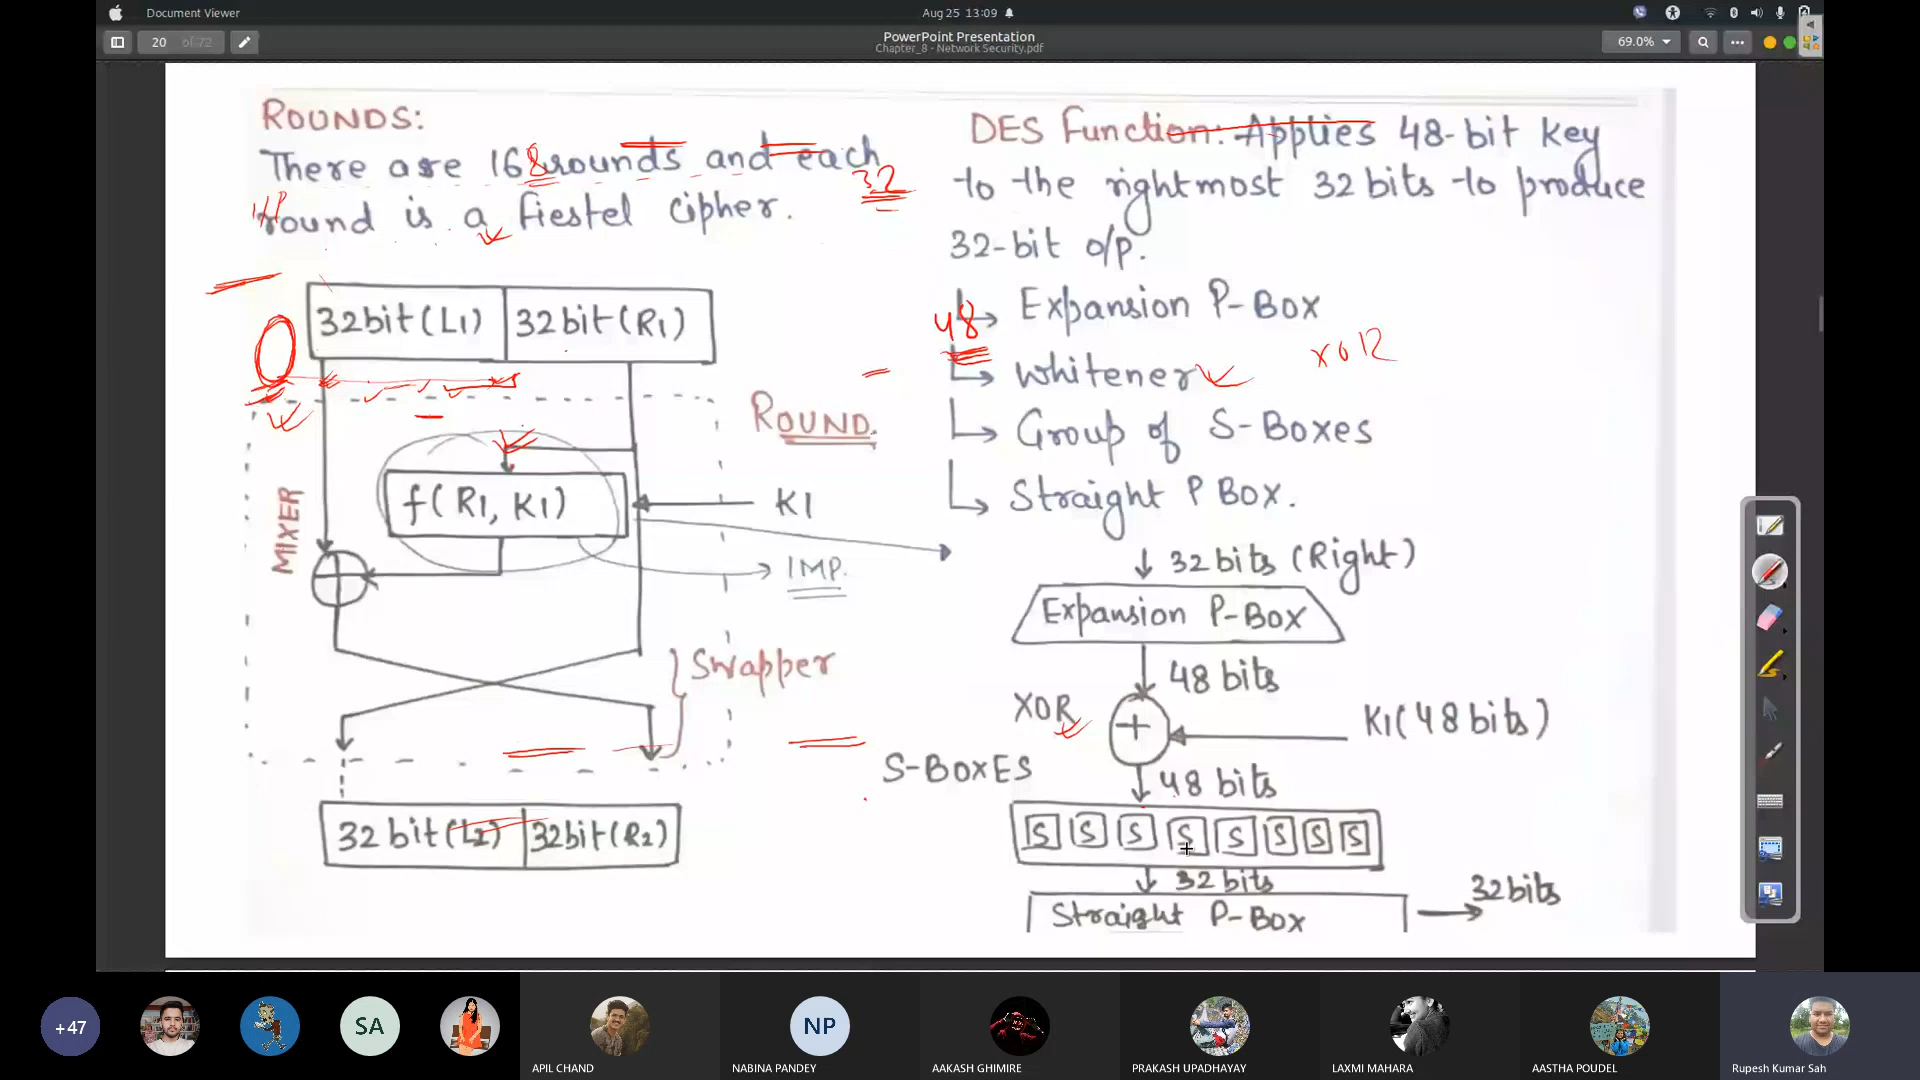 Document Viewer
Aug 25 13:09
20 of 72
PowerPoint Presentation
Chapter_8 - Network Security.pdf
69.0%
ROUNDS:
There are 16 8 rounds and each
32
round is a fiestel cipher.
32bit(L1) 32bit(R1)
ROUND
MIXER
f(R1, K1)
K1
IMP.
Swapper
32 bit(L2) 32bit(R2)
DES Function: Applies 48-bit key
to the rightmost 32 bits to produce
32-bit o/p.
Expansion P-Box
48
XOR
Whitener
Group of S-Boxes
Straight P Box.
32 bits (Right)
Expansion P-Box
48 bits
XOR
K1(48 bits)
48 bits
S-BOXES
S S S S S S S S
32 bits
32bits
Straight P-Box
+47
SA
APIL CHAND
NP
NABINA PANDEY
AAKASH GHIMIRE
PRAKASH UPADHAYAY
LAXMI MAHARA
AASTHA POUDEL
Rupesh Kumar Sah